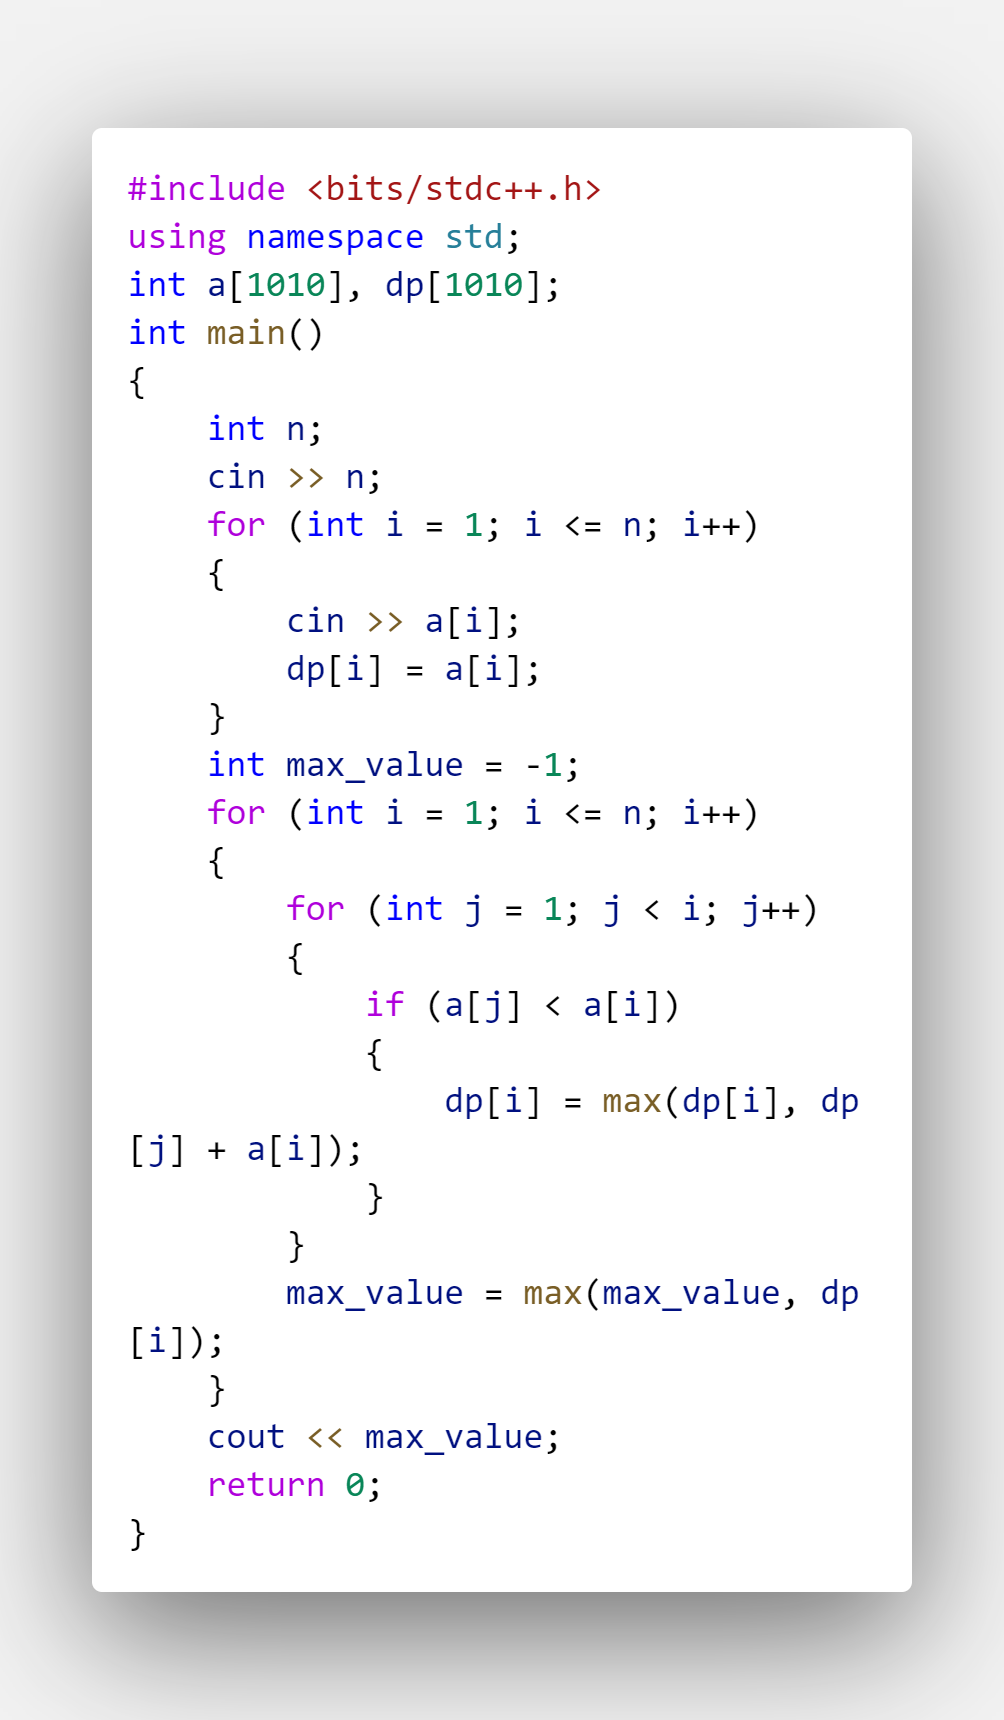 #include <bits/stdc++.h>
using namespace std;
int a[1010], dp[1010];
int main()
{
    int n;
    cin >> n;
    for (int i = 1; i <= n; i++)
    {
        cin >> a[i];
        dp[i] = a[i];
    }
    int max_value = -1;
    for (int i = 1; i <= n; i++)
    {
        for (int j = 1; j < i; j++)
        {
            if (a[j] < a[i])
            {
                dp[i] = max(dp[i], dp
[j] + a[i]);
            }
        }
        max_value = max(max_value, dp
[i]);
    }
    cout << max_value;
    return 0;
}